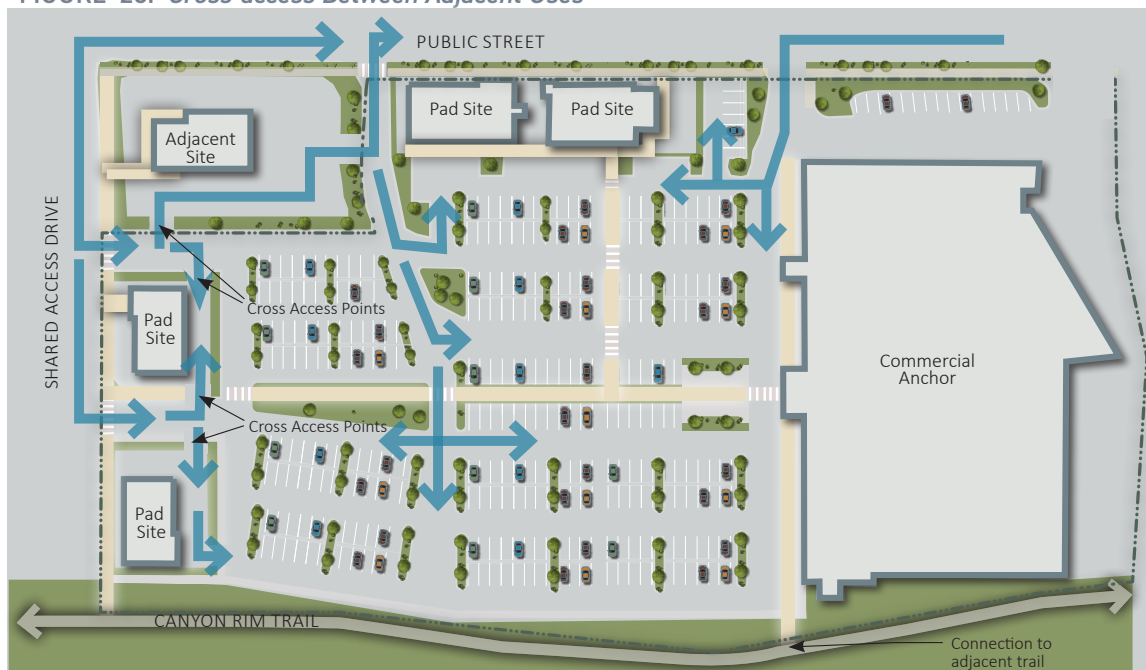 FIGURE 20: Cross-access Between Adjacent Uses
PUBLIC STREET
Pad Site
Pad Site
Adjacent
Site
SHARED ACCESS DRIVE
Cross Access Points
Pad
Site
Commercial
Anchor
Cross Access Points
Pad
Site
CANYON RIM TRAIL
Connection to
adjacent trail